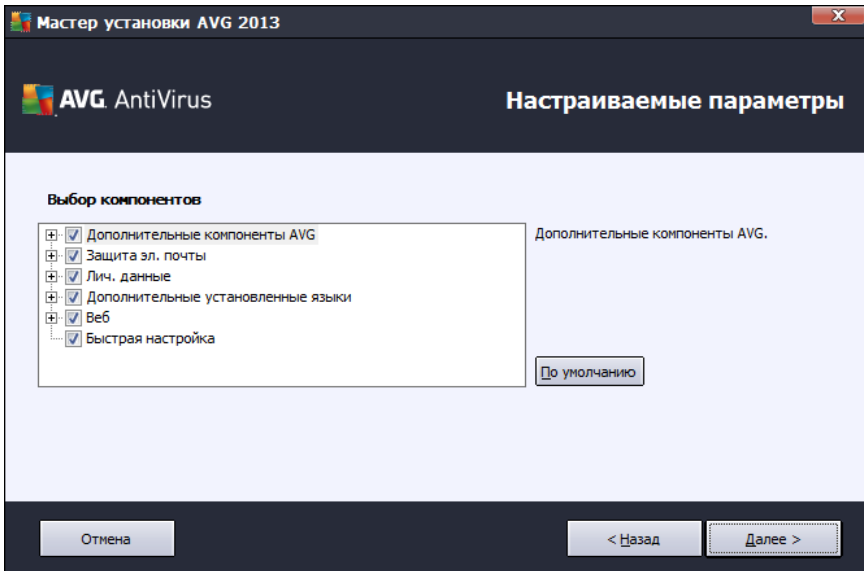 Мастер установки AVG 2013
X
AVG. AntiVirus
Настраиваемые параметры
Выбор компонентов
Дополнительные компоненты AVG
Защита эл. почты
Лич. данные
Дополнительные установленные языки
Веб
Быстрая настройка
Дополнительные компоненты AVG.
По умолчанию
Отмена
< Назад
Далее >